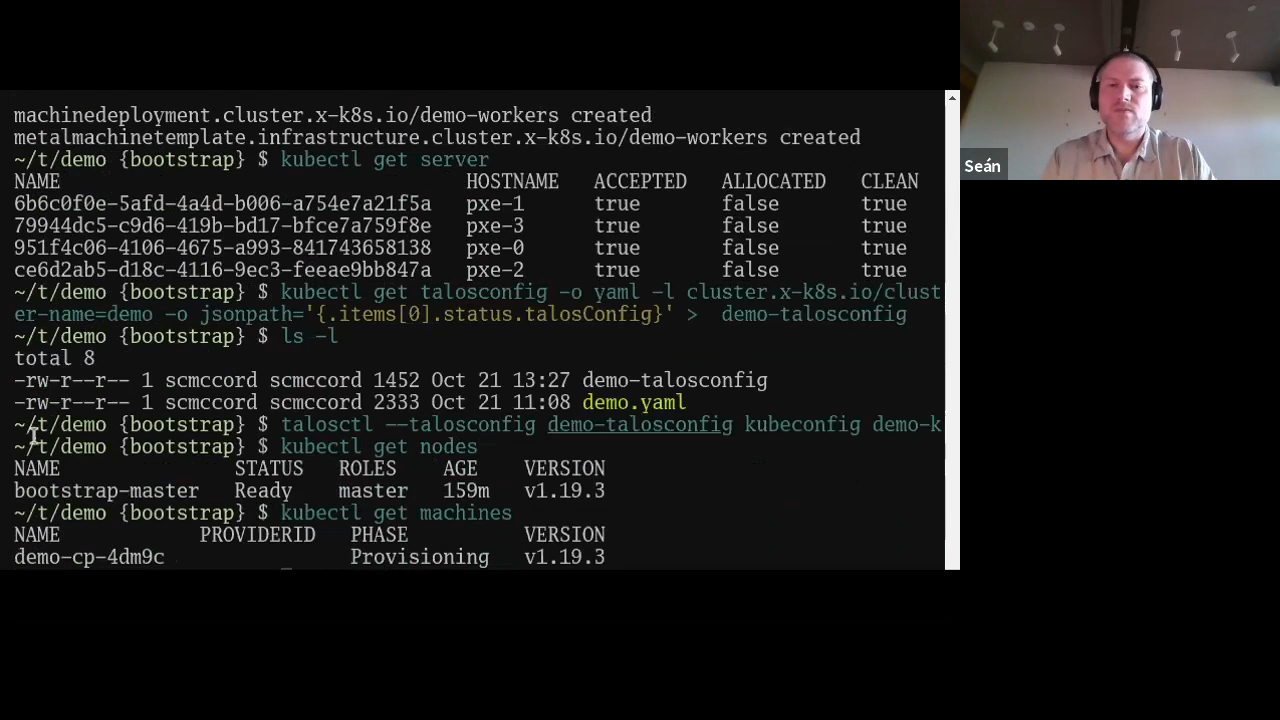 machinedeployment.cluster.x-k8s.io/demo-workers created
metalmachinetemplate.infrastructure.cluster.x-k8s.io/demo-workers created
~/t/demo {bootstrap} $ kubectl get server
NAME HOSTNAME ACCEPTED ALLOCATED CLEAN
6b6c0f0e-5afd-4a4d-b006-a754e7a21f5a pxe-1 true false true
79944dc5-c9d6-419b-bd17-bfce7a759f8e pxe-3 true false true
951f4c06-4106-4675-a993-841743658138 pxe-0 true false true
ce6d2ab5-d18c-4116-9ec3-feeae9bb847a pxe-2 true false true
~/t/demo {bootstrap} $ kubectl get talosconfig -o yaml -l cluster.x-k8s.io/clust
er-name=demo -o jsonpath='{.items[0].status.talosConfig}' > demo-talosconfig
~/t/demo {bootstrap} $ ls -l
total 8
-rw-r--r-- 1 scmccord scmccord 1452 Oct 21 13:27 demo-talosconfig
-rw-r--r-- 1 scmccord scmccord 2333 Oct 21 11:08 demo.yaml
~/t/demo {bootstrap} $ talosctl --talosconfig demo-talosconfig kubeconfig demo-k
~/t/demo {bootstrap} $ kubectl get nodes
NAME STATUS ROLES AGE VERSION
bootstrap-master Ready master 159m v1.19.3
~/t/demo {bootstrap} $ kubectl get machines
NAME PROVIDERID PHASE VERSION
demo-cp-4dm9c Provisioning v1.19.3
Seán